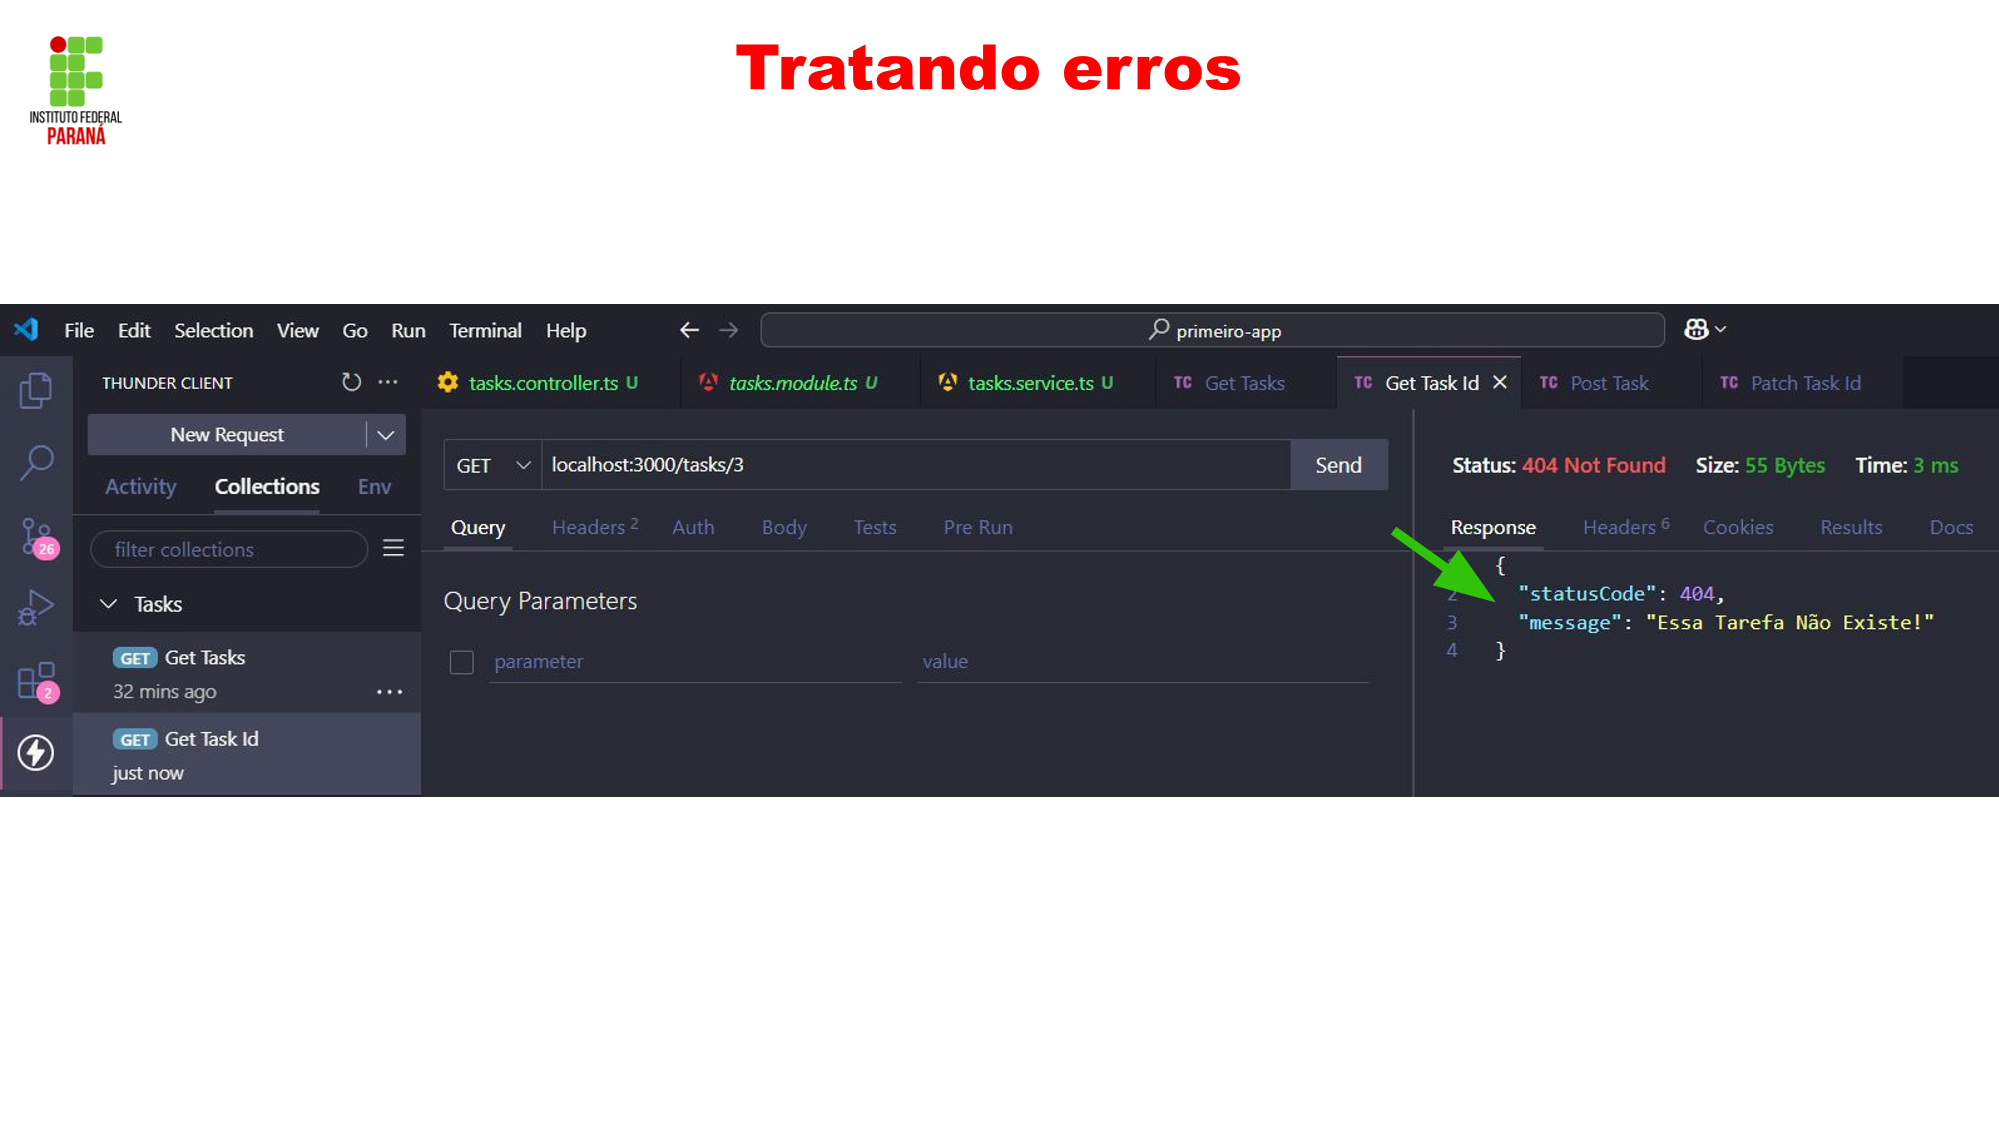 INSTITUTO FEDERAL
PARANÁ
Tratando erros
File Edit Selection View Go Run Terminal Help
primeiro-app
THUNDER CLIENT
tasks.controller.ts U
tasks.module.ts U
tasks.service.ts U
TC Get Tasks
TC Get Task Id
TC Post Task
TC Patch Task Id
New Request
GET localhost:3000/tasks/3 Send
Status: 404 Not Found Size: 55 Bytes Time: 3 ms
Activity Collections Env
Query Headers 2 Auth Body Tests Pre Run
Response Headers 6 Cookies Results Docs
26
filter collections
{
2 "statusCode": 404,
3 "message": "Essa Tarefa Não Existe!"
4 }
Tasks
Query Parameters
parameter value
GET Get Tasks
32 mins ago
2
GET Get Task Id
just now